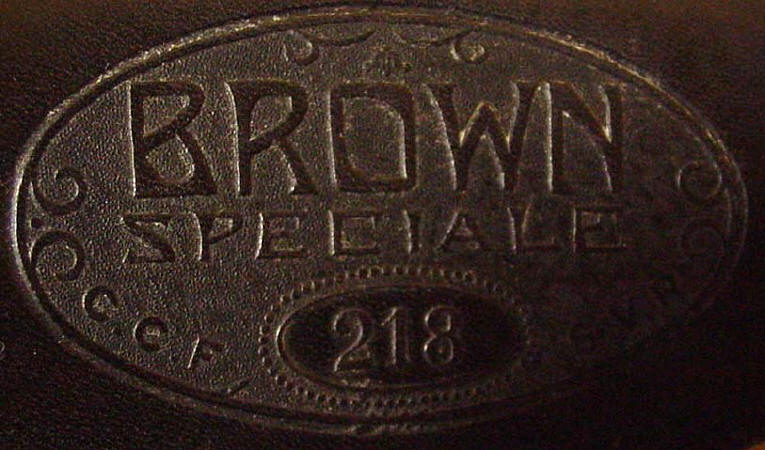 BROWN
SPECIALE
C.C.F.
218